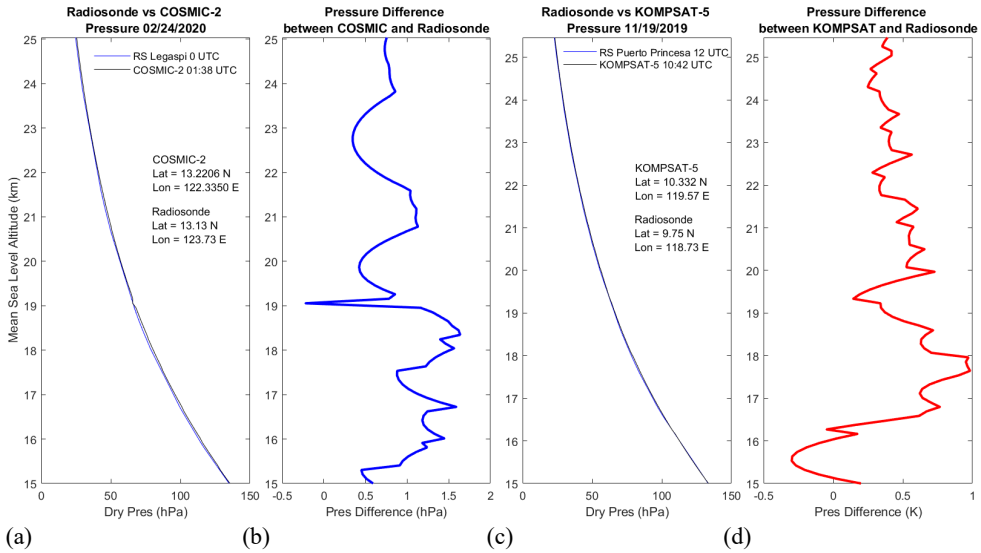 Radiosonde vs COSMIC-2
Pressure 02/24/2020
25
24
23
22
21
20
19
18
17
16
15
Mean Sea Level Altitude (km)
RS Legaspi 0 UTC
COSMIC-2 01:38 UTC
COSMIC-2
Lat = 13.2206 N
Lon = 122.3350 E
Radiosonde
Lat = 13.13 N
Lon = 123.73 E
0 50 100 150
Dry Pres (hPa)
(a)
Pressure Difference
between COSMIC and Radiosonde
25
24
23
22
21
20
19
18
17
16
15
-0.5 0 0.5 1 1.5 2
Pres Difference (hPa)
(b)
Radiosonde vs KOMPSAT-5
Pressure 11/19/2019
25
24
23
22
21
20
19
18
17
16
15
RS Puerto Princesa 12 UTC
KOMPSAT-5 10:42 UTC
KOMPSAT-5
Lat = 10.332 N
Lon = 119.57 E
Radiosonde
Lat = 9.75 N
Lon = 118.73 E
0 50 100 150
Dry Pres (hPa)
(c)
Pressure Difference
between KOMPSAT and Radiosonde
25
24
23
22
21
20
19
18
17
16
15
-0.5 0 0.5 1
Pres Difference (K)
(d)